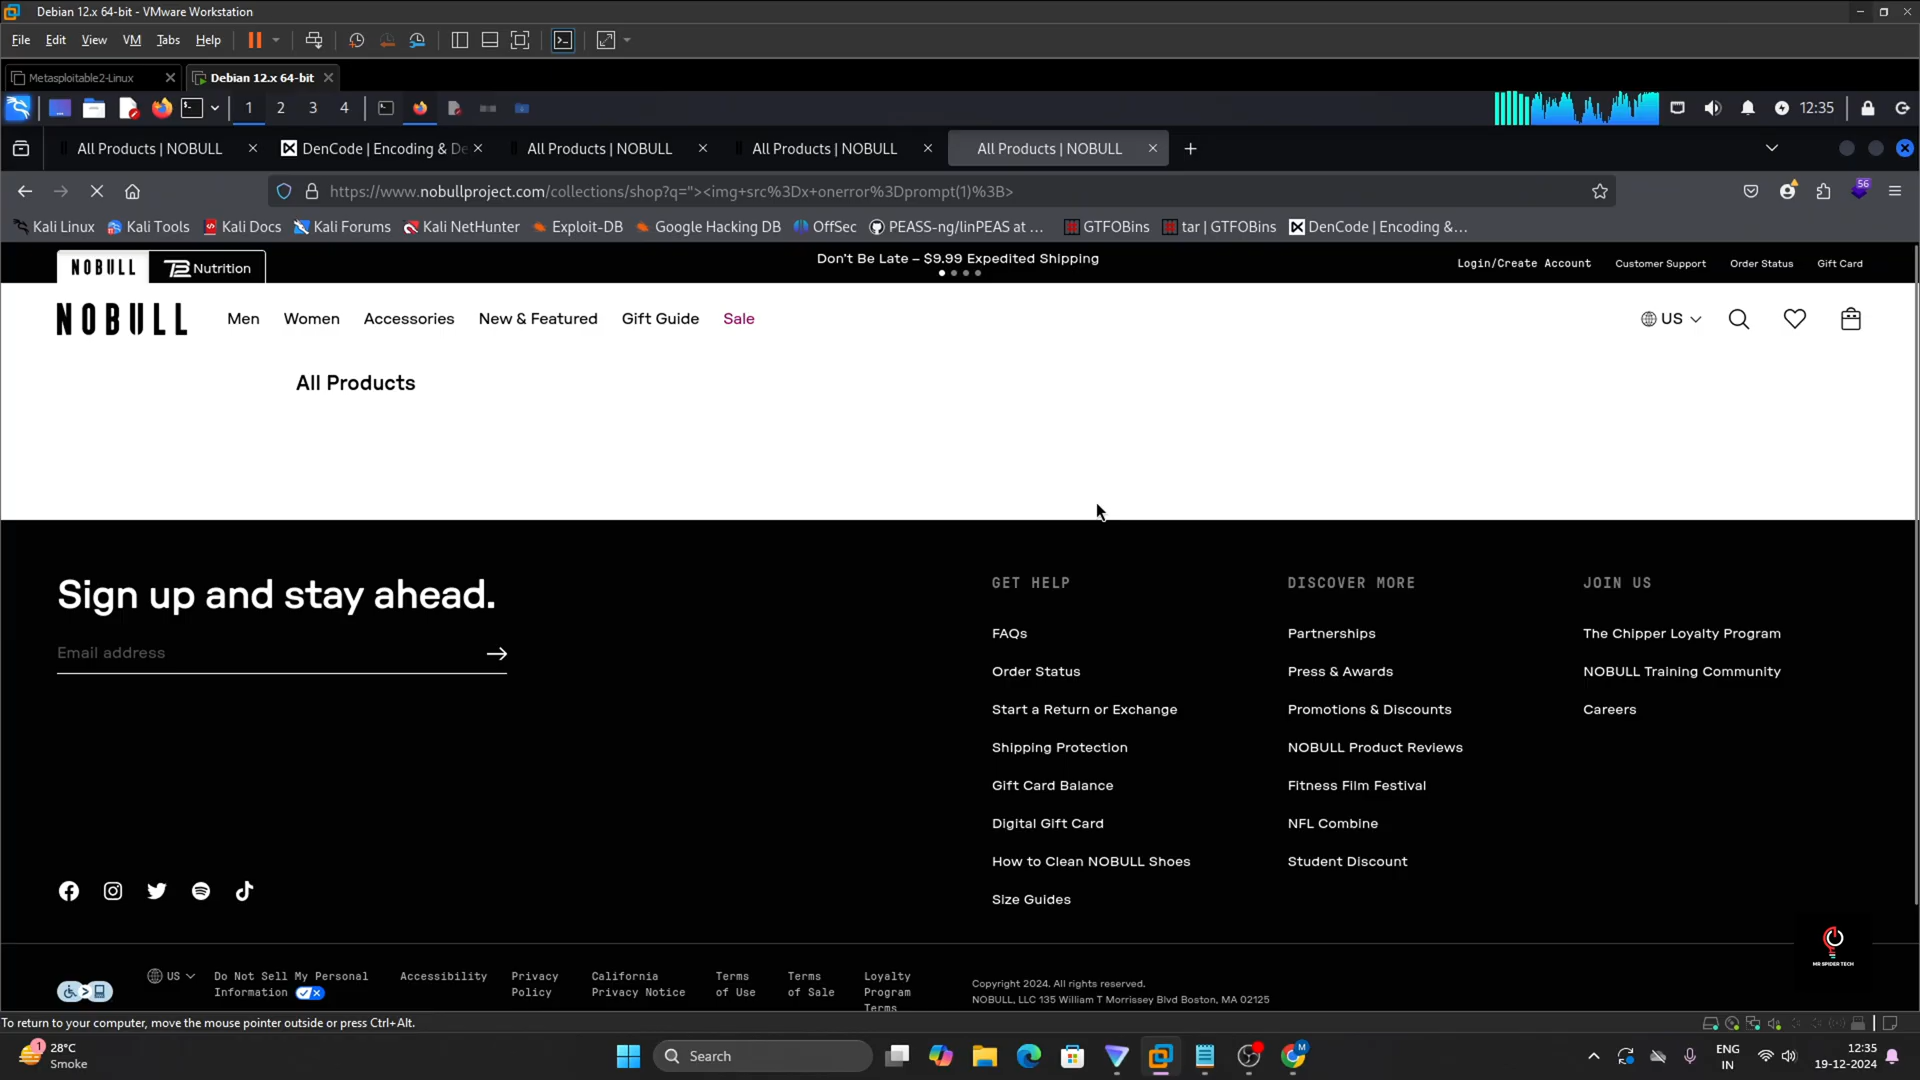 Debian 12.x 64-bit - VMware Workstation
File Edit View VM Tabs Help
Metasploitable2-Linux Debian 12.x 64-bit
1 2 3 4 12:35
All Products | NOBULL DenCode | Encoding & De All Products | NOBULL All Products | NOBULL All Products | NOBULL
https://www.nobullproject.com/collections/shop?q="><img+src%3Dx+onerror%3Dprompt(1)%3B> 56
Kali Linux Kali Tools Kali Docs Kali Forums Kali NetHunter Exploit-DB Google Hacking DB OffSec PEASS-ng/linPEAS at ... GTFOBins tar | GTFOBins DenCode | Encoding &...
NOBULL TB Nutrition Don't Be Late – $9.99 Expedited Shipping Login/Create Account Customer Support Order Status Gift Card
NOBULL Men Women Accessories New & Featured Gift Guide Sale US
All Products
Sign up and stay ahead.
Email address
GET HELP
FAQs
Order Status
Start a Return or Exchange
Shipping Protection
Gift Card Balance
Digital Gift Card
How to Clean NOBULL Shoes
Size Guides
DISCOVER MORE
Partnerships
Press & Awards
Promotions & Discounts
NOBULL Product Reviews
Fitness Film Festival
NFL Combine
Student Discount
JOIN US
The Chipper Loyalty Program
NOBULL Training Community
Careers
MR SPIDER TECH
US
Do Not Sell My Personal
Information
Accessibility
Privacy
Policy
California
Privacy Notice
Terms
of Use
Terms
of Sale
Loyalty
Program
Terms
Copyright 2024. All rights reserved.
NOBULL, LLC 135 William T Morrissey Blvd Boston, MA 02125
To return to your computer, move the mouse pointer outside or press Ctrl+Alt.
1 28°C
Smoke
Search
M
ENG
IN
12:35
19-12-2024